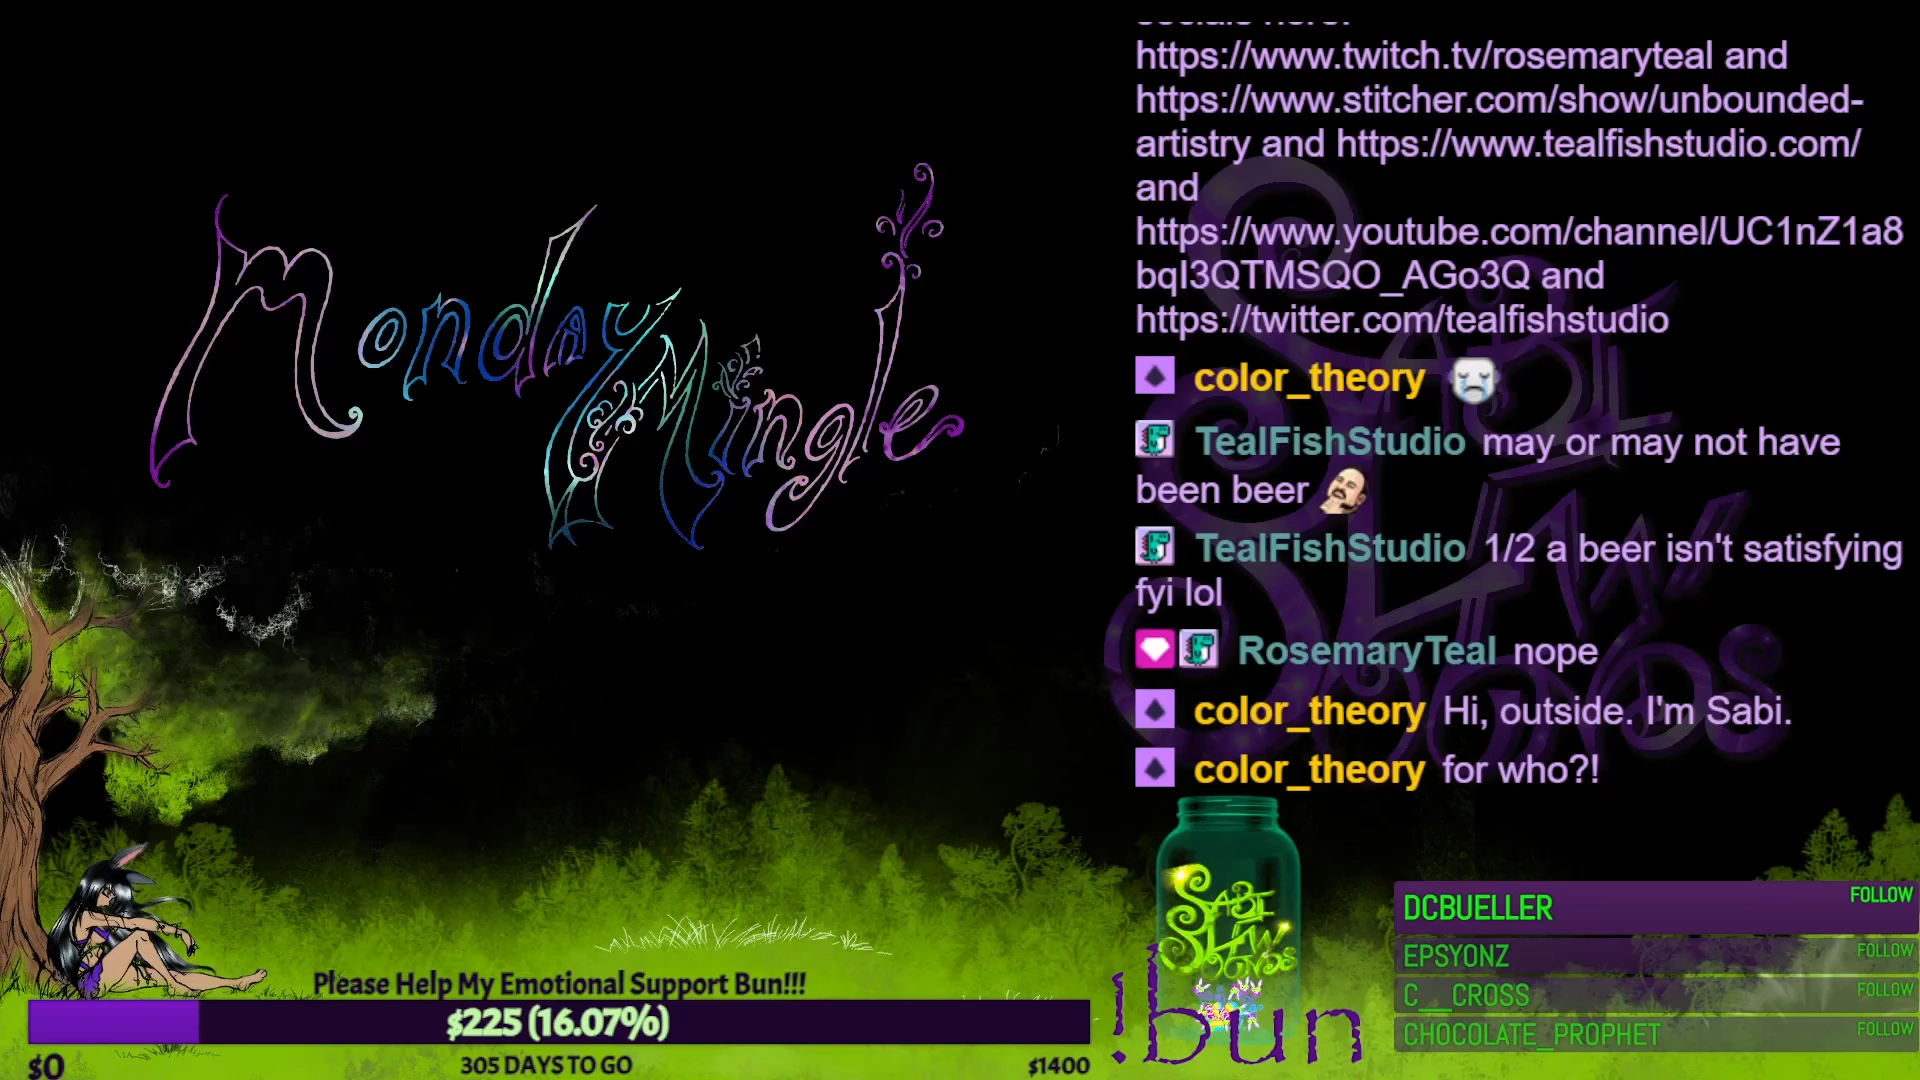 Monday
Mingle
https://www.twitch.tv/rosemaryteal and
https://www.stitcher.com/show/unbounded-
artistry and https://www.tealfishstudio.com/
and
https://www.youtube.com/channel/UC1nZ1a8
bqI3QTMSQO_AGo3Q and
https://twitter.com/tealfishstudio
color_theory
TealFishStudio may or may not have
been beer
TealFishStudio 1/2 a beer isn't satisfying
fyi lol
RosemaryTeal nope
color_theory Hi, outside. I'm Sabi.
color_theory for who?!
Please Help My Emotional Support Bun!!!
$225 (16.07%)
$0
305 DAYS TO GO
$1400
!bun
DCBUELLER FOLLOW
EPSYONZ FOLLOW
C__CROSS FOLLOW
CHOCOLATE_PROPHET FOLLOW